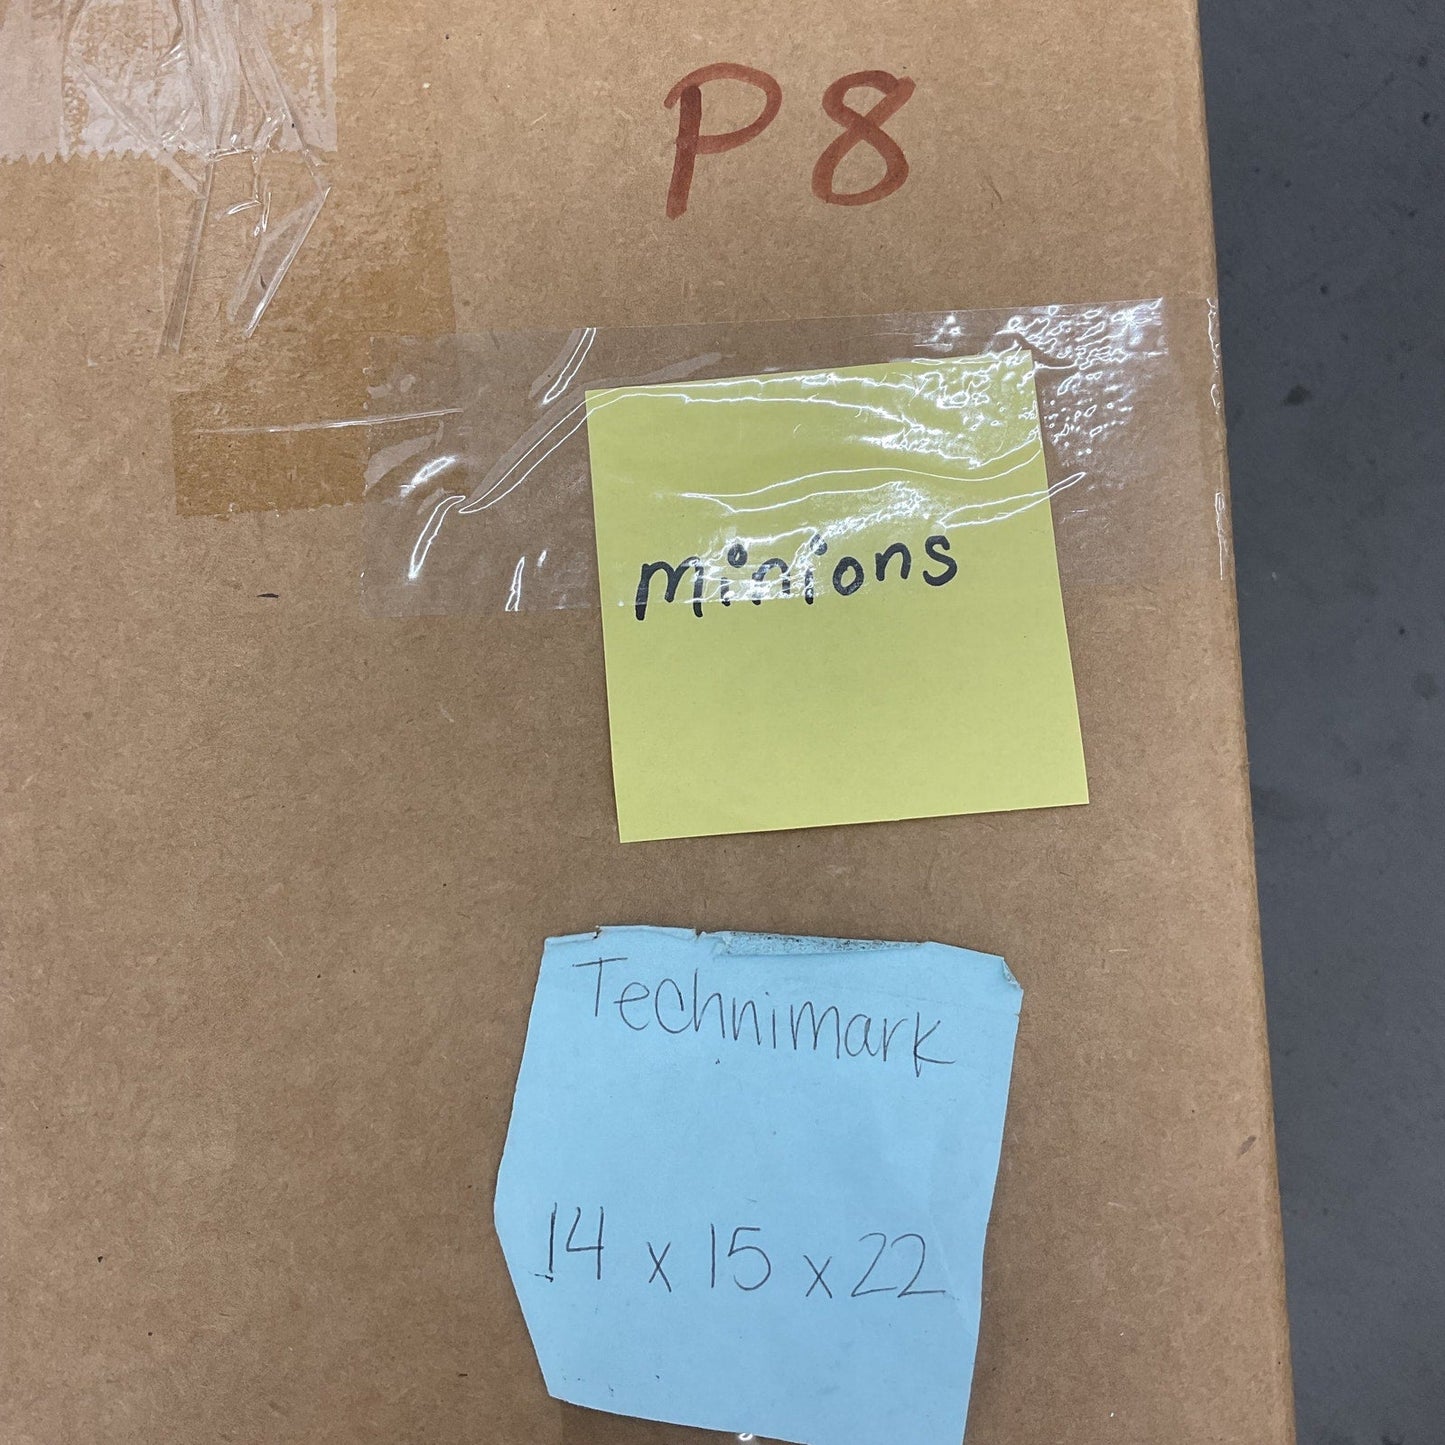 P8
minions
Technimark
14 x 15 x 22